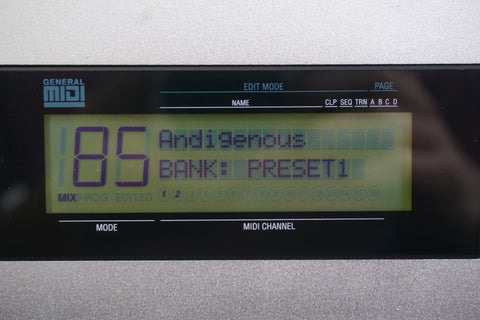 GENERAL
MIDI
EDIT MODE
PAGE
NAME
CLP SEQ TRN A B C D
85
Andigenous
BANK: PRESET1
MIX PROG EDITED
1 2
MODE
MIDI CHANNEL